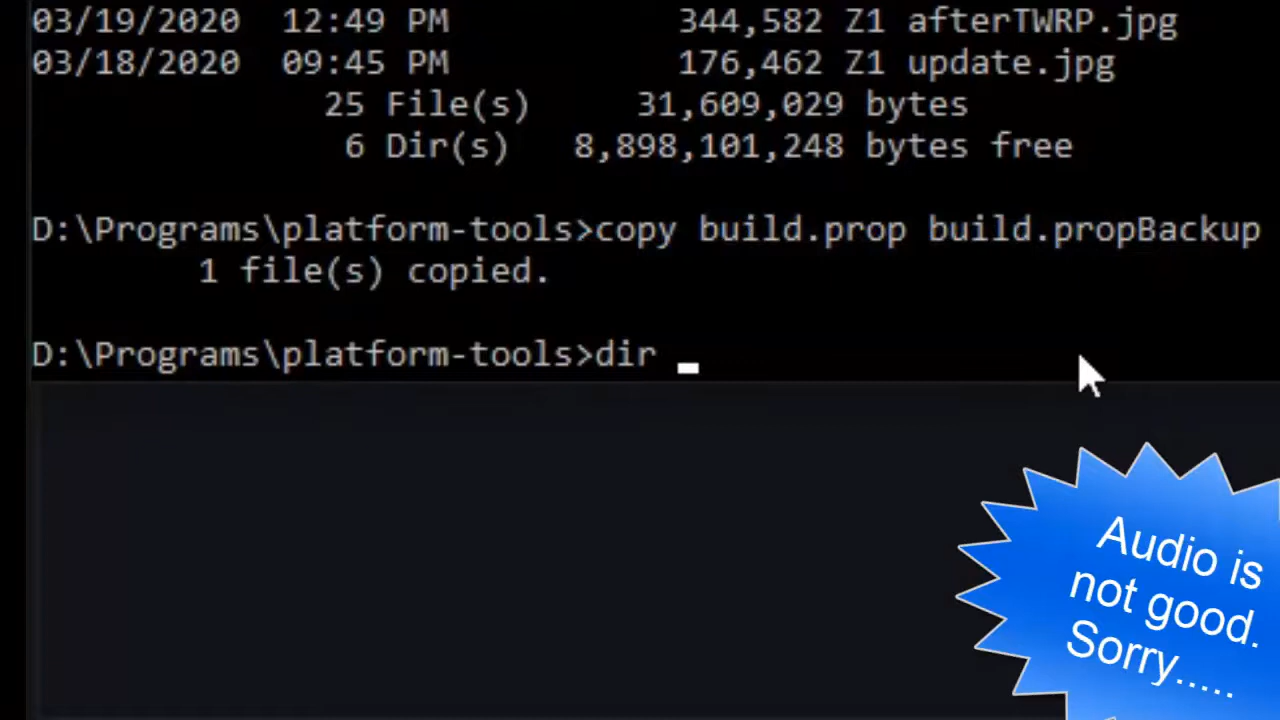 03/19/2020 12:49 PM 344,582 Z1 afterTWRP.jpg
03/18/2020 09:45 PM 176,462 Z1 update.jpg
25 File(s) 31,609,029 bytes
6 Dir(s) 8,898,101,248 bytes free
D:\Programs\platform-tools>copy build.prop build.propBackup
1 file(s) copied.
D:\Programs\platform-tools>dir
Audio is
not good.
Sorry.....